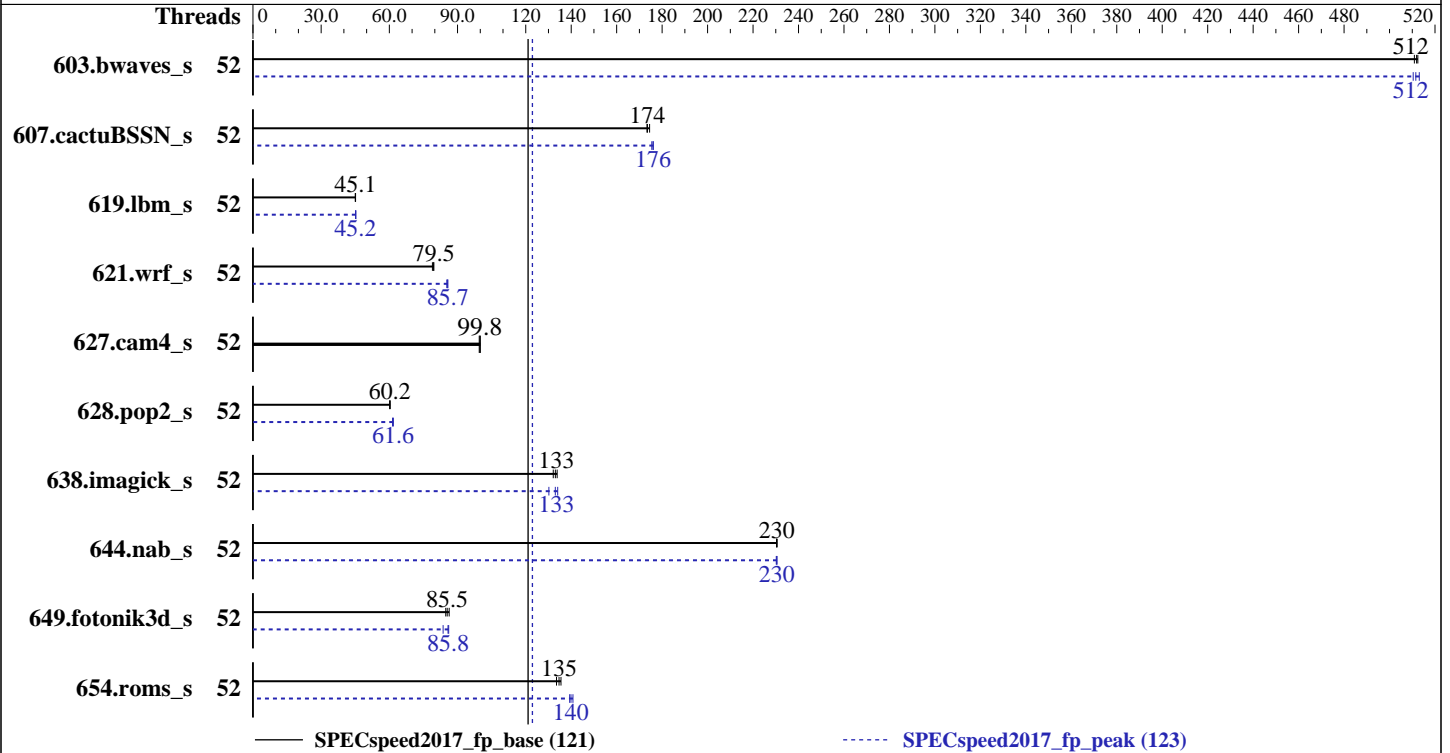 Threads 0 30.0 60.0 90.0 120 140 160 180 200 220 240 260 280 300 320 340 360 380 400 420 440 460 480 520
603.bwaves_s 52 512
512
607.cactuBSSN_s 52 174
176
619.lbm_s 52 45.1
45.2
621.wrf_s 52 79.5
85.7
627.cam4_s 52 99.8
628.pop2_s 52 60.2
61.6
638.imagick_s 52 133
133
644.nab_s 52 230
230
649.fotonik3d_s 52 85.5
85.8
654.roms_s 52 135
140
SPECspeed2017_fp_base (121) SPECspeed2017_fp_peak (123)